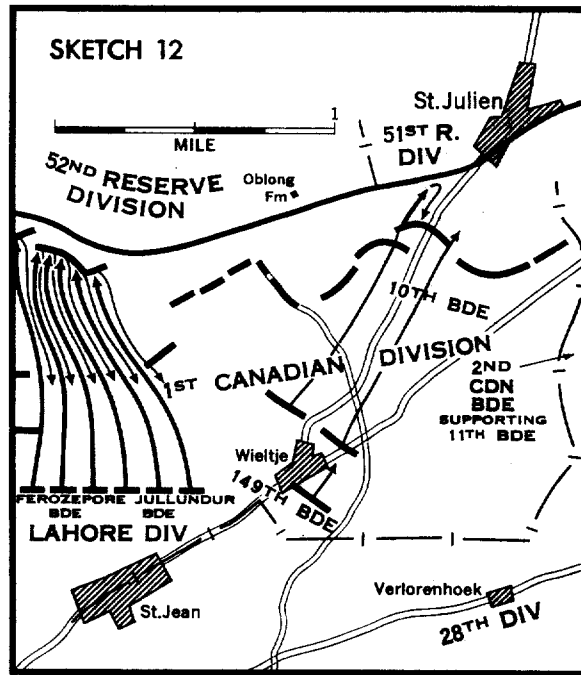 SKETCH 12
1
MILE
St.Julien
51ST R.
DIV
52ND RESERVE
DIVISION
Oblong
Fm
10TH BDE
1ST CANADIAN DIVISION
2ND
CDN
BDE
SUPPORTING
11TH BDE
Wieltje
149TH BDE
FEROZEPORE JULLUNDUR
BDE BDE
LAHORE DIV
St.Jean
Verlorenhoek
28TH DIV